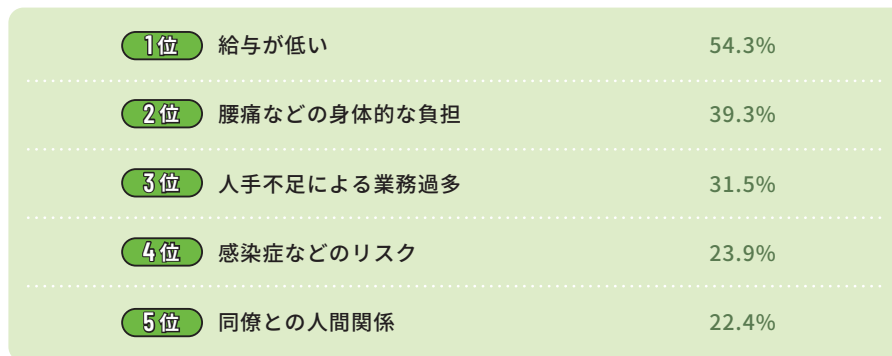 1位 給与が低い 54.3%
2位 腰痛などの身体的な負担 39.3%
3位 人手不足による業務過多 31.5%
4位 感染症などのリスク 23.9%
5位 同僚との人間関係 22.4%